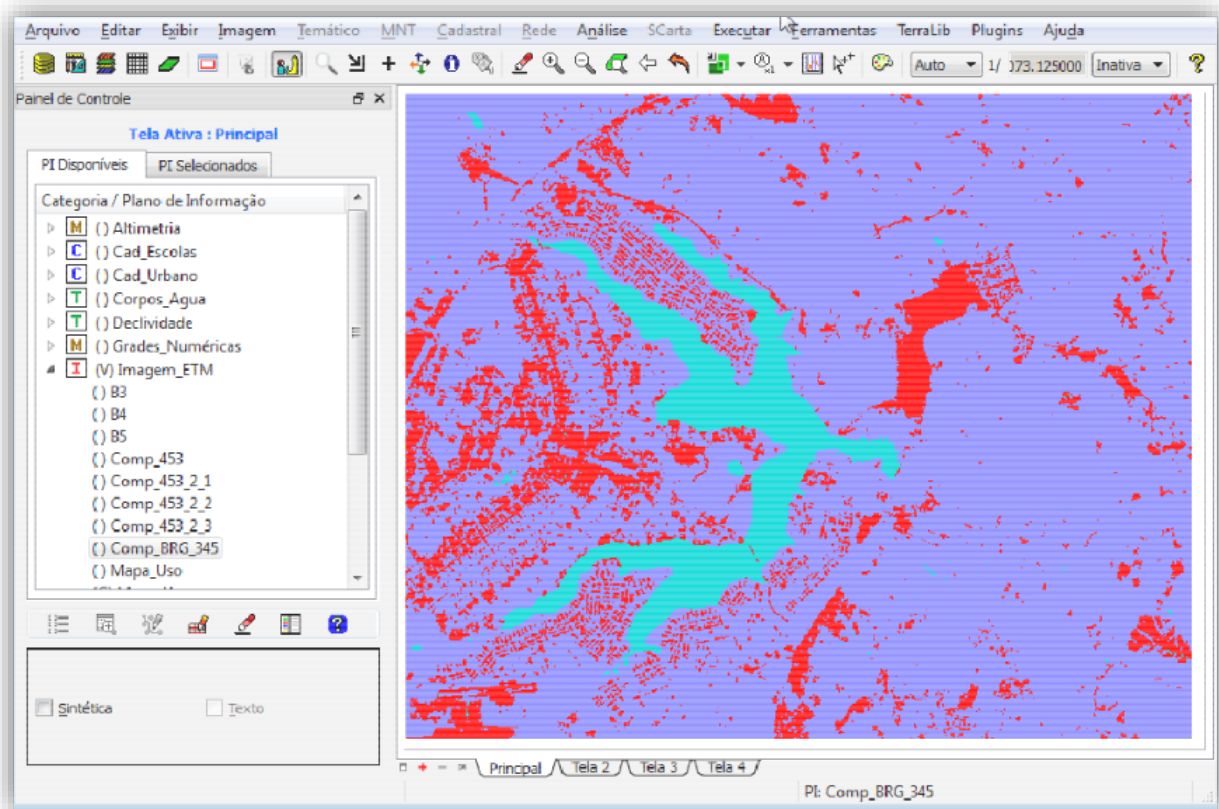 Arquivo Editar Exibir Imagem Temático MNT Cadastral Rede Análise SCarta Executar Ferramentas TerraLib Plugins Ajuda
Auto 1/ 073.125000 Inativa
Painel de Controle
Tela Ativa : Principal
PI Disponíveis PI Selecionados
Categoria / Plano de Informação
M () Altimetria
C () Cad_Escolas
C () Cad_Urbano
T () Corpos_Agua
T () Declividade
M () Grades_Numéricas
I (V) Imagem_ETM
() B3
() B4
() B5
() Comp_453
() Comp_453_2_1
() Comp_453_2_2
() Comp_453_2_3
() Comp_BRG_345
() Mapa_Uso
Sintética Texto
Principal Tela 2 Tela 3 Tela 4
PI: Comp_BRG_345